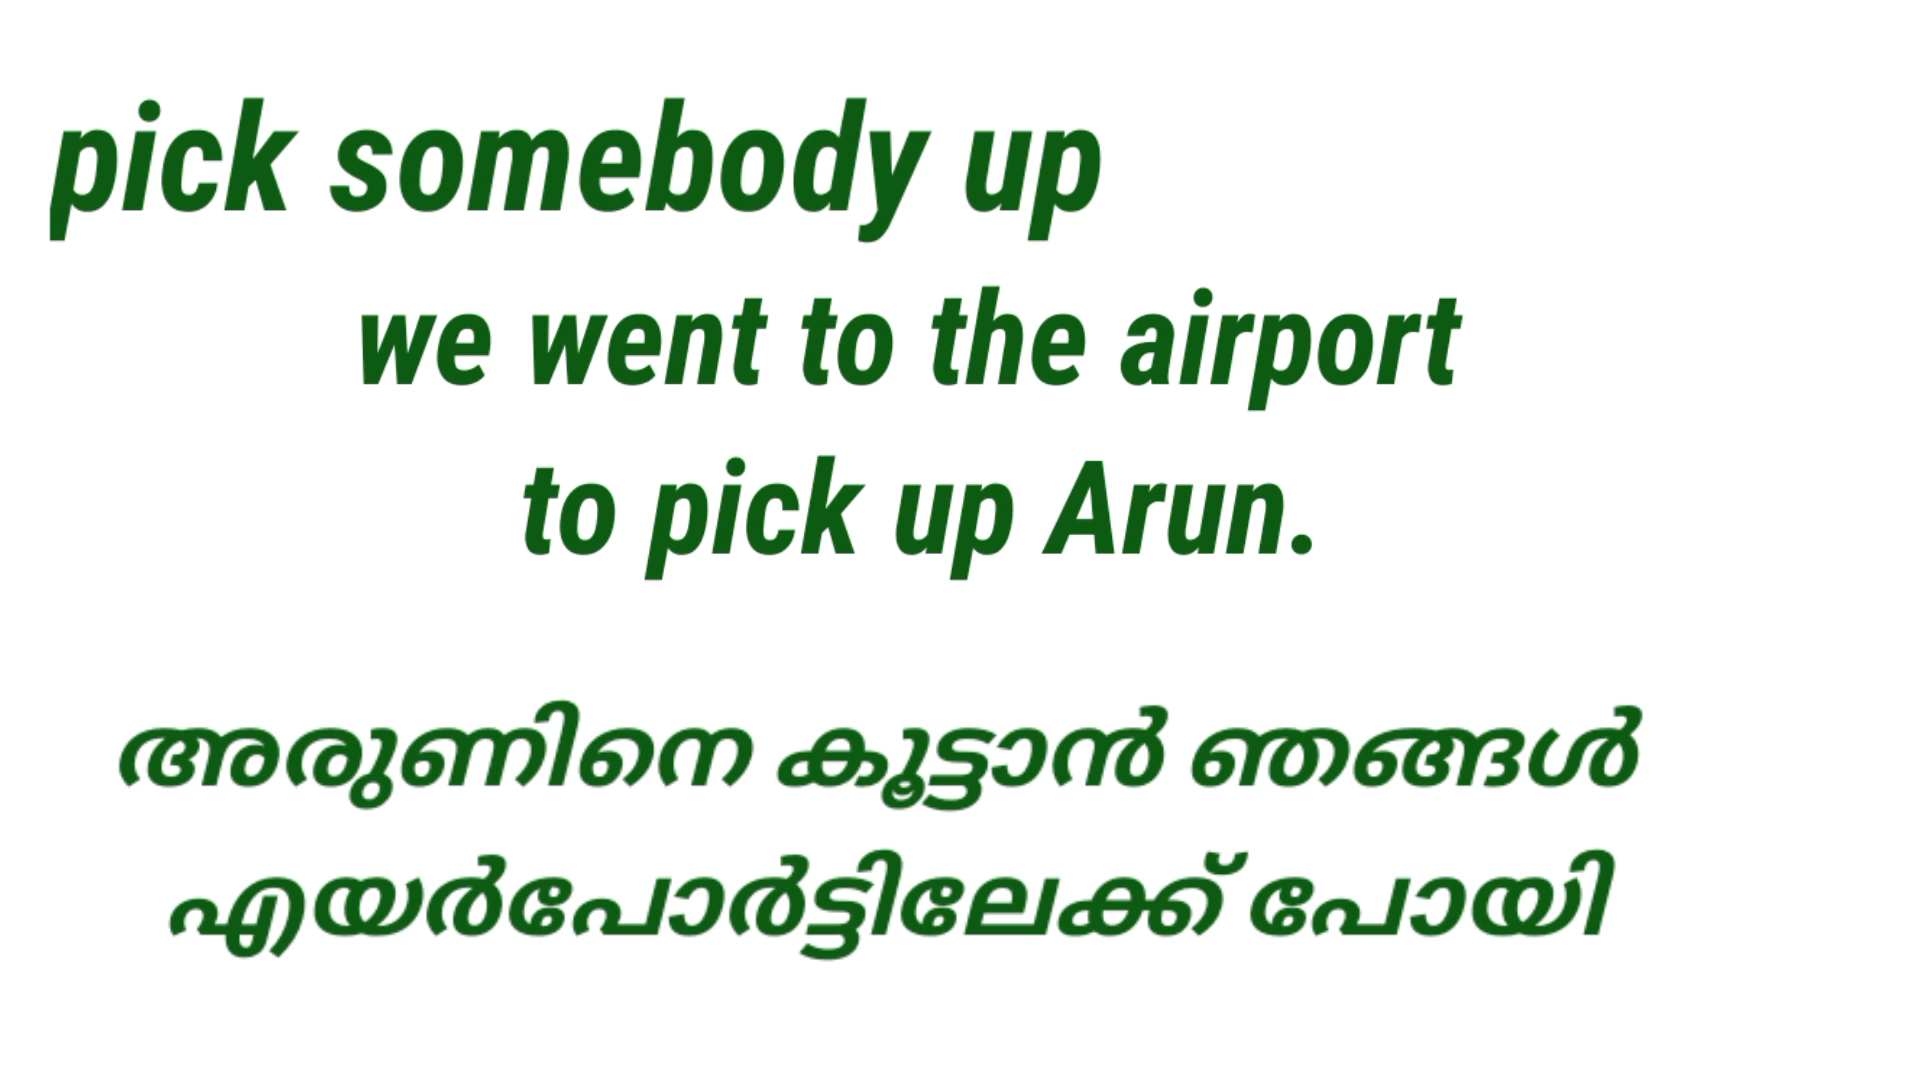 pick somebody up
we went to the airport
to pick up Arun.
അരുണിനെ കൂട്ടാൻ ഞങ്ങൾ
എയർപോർട്ടിലേക്ക് പോയി